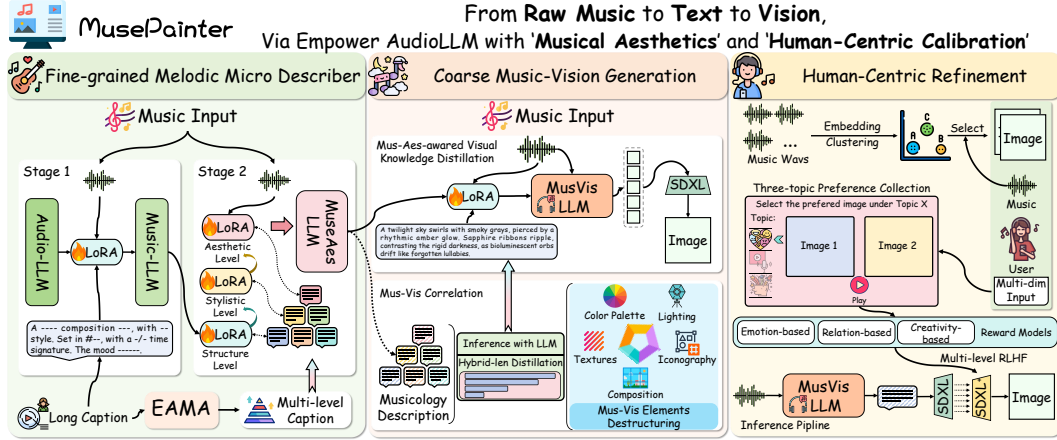 MusePainter
From Raw Music to Text to Vision,
Via Empower AudioLLM with ‘Musical Aesthetics’ and ‘Human-Centric Calibration’
Fine-grained Melodic Micro Describer
Music Input
Stage 1
Audio-LLM
LoRA
Music-LLM
A ---- composition ---, with --
style. Set in #--, with a -/- time
signature. The mood ------,
Stage 2
LoRA
Aesthetic
Level
LoRA
Stylistic
Level
LoRA
Structure
Level
MuseAes
LLM
Long Caption
EAMA
Multi-level
Caption
Coarse Music-Vision Generation
Music Input
Mus-Aes-awared Visual
Knowledge Distillation
LoRA
MusVis
LLM
SDXL
Image
A twilight sky swirls with smoky grays, pierced by a
rhythmic amber glow. Sapphire ribbons ripple,
contrasting the rigid darkness, as bioluminescent orbs
drift like forgotten lullabies.
Mus-Vis Correlation
Musicology
Description
Inference with LLM
Hybrid-len Distillation
Color Palette
Lighting
Textures
Iconography
Composition
Mus-Vis Elements
Destructuring
Human-Centric Refinement
Music Wavs
...
Embedding
Clustering
A
B
C
Select
Image
Music
User
Multi-dim
Input
Three-topic Preference Collection
Select the prefered image under Topic X
Topic:
Image 1
Image 2
Play
Emotion-based
Relation-based
Creativity-
based
Reward Models
Multi-level RLHF
MusVis
LLM
SDXL
SDXL
Image
Inference Pipline